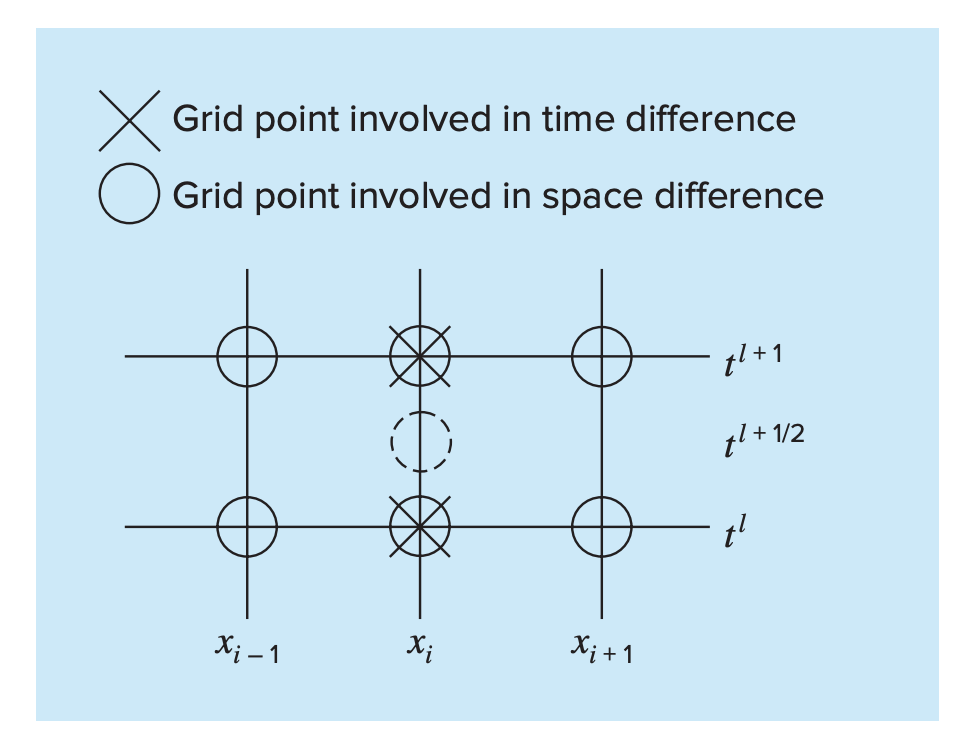 Grid point involved in time difference
Grid point involved in space difference
t^{l + 1}
t^{l + 1/2}
t^{l}
x_{i – 1} x_{i} x_{i + 1}